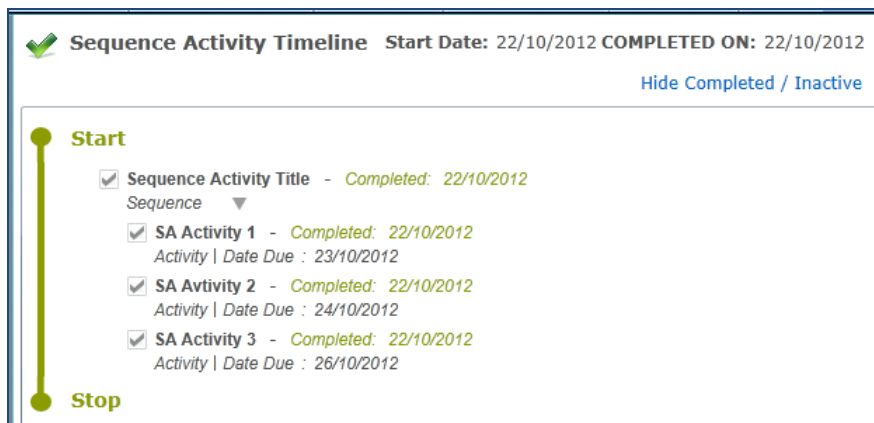 Sequence Activity Timeline Start Date: 22/10/2012 COMPLETED ON: 22/10/2012
Hide Completed / Inactive
Start
Sequence Activity Title - Completed: 22/10/2012
Sequence
SA Activity 1 - Completed: 22/10/2012
Activity | Date Due : 23/10/2012
SA Avtivity 2 - Completed: 22/10/2012
Activity | Date Due : 24/10/2012
SA Activity 3 - Completed: 22/10/2012
Activity | Date Due : 26/10/2012
Stop